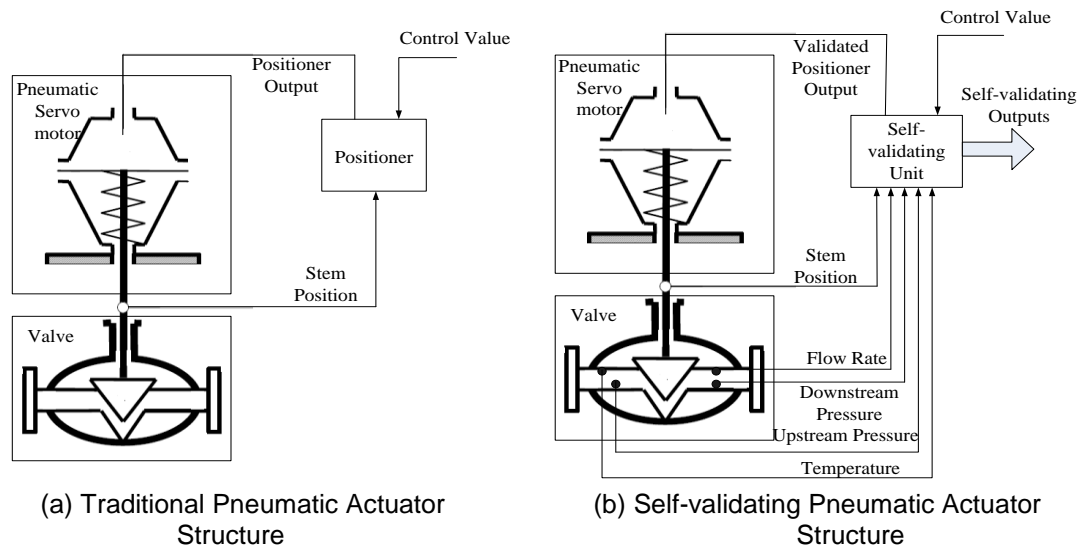 Control Value
Positioner
Output
Pneumatic
Servo
motor
Positioner
Stem
Position
Valve
(a) Traditional Pneumatic Actuator
Structure
Control Value
Validated
Positioner
Output
Pneumatic
Servo
motor
Self-validating
Outputs
Self-
validating
Unit
Stem
Position
Valve
Flow Rate
Downstream
Pressure
Upstream Pressure
Temperature
(b) Self-validating Pneumatic Actuator
Structure